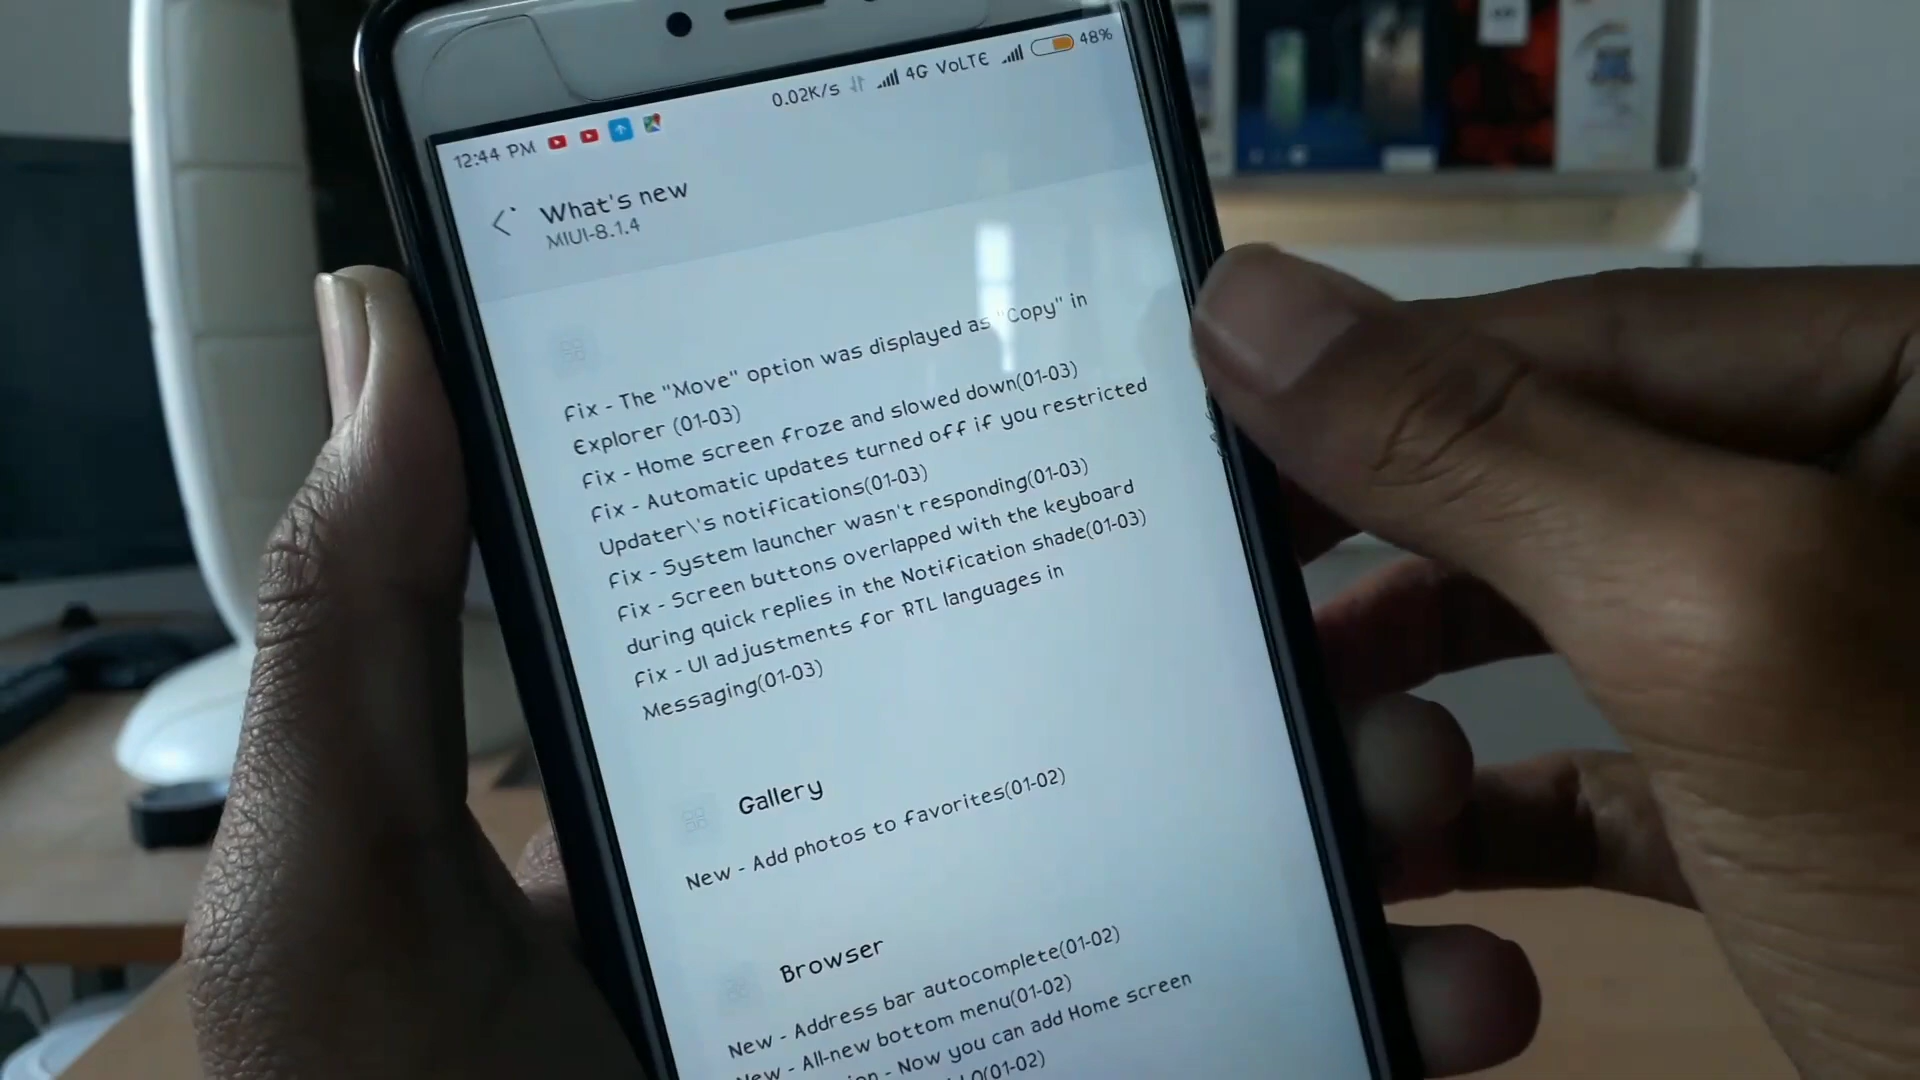 0.02K/s 4G VoLTE 48%
12:44 PM
What's new
MIUI-8.1.4
Fix - The "Move" option was displayed as "Copy" in
Explorer (01-03)
Fix - Home screen froze and slowed down(01-03)
Fix - Automatic updates turned off if you restricted
Updater\'s notifications(01-03)
Fix - System launcher wasn't responding(01-03)
Fix - Screen buttons overlapped with the keyboard
during quick replies in the Notification shade(01-03)
Fix - UI adjustments for RTL languages in
Messaging(01-03)
Gallery
New - Add photos to favorites(01-02)
Browser
New - Address bar autocomplete(01-02)
New - All-new bottom menu(01-02)
- Now you can add Home screen
(01-02)